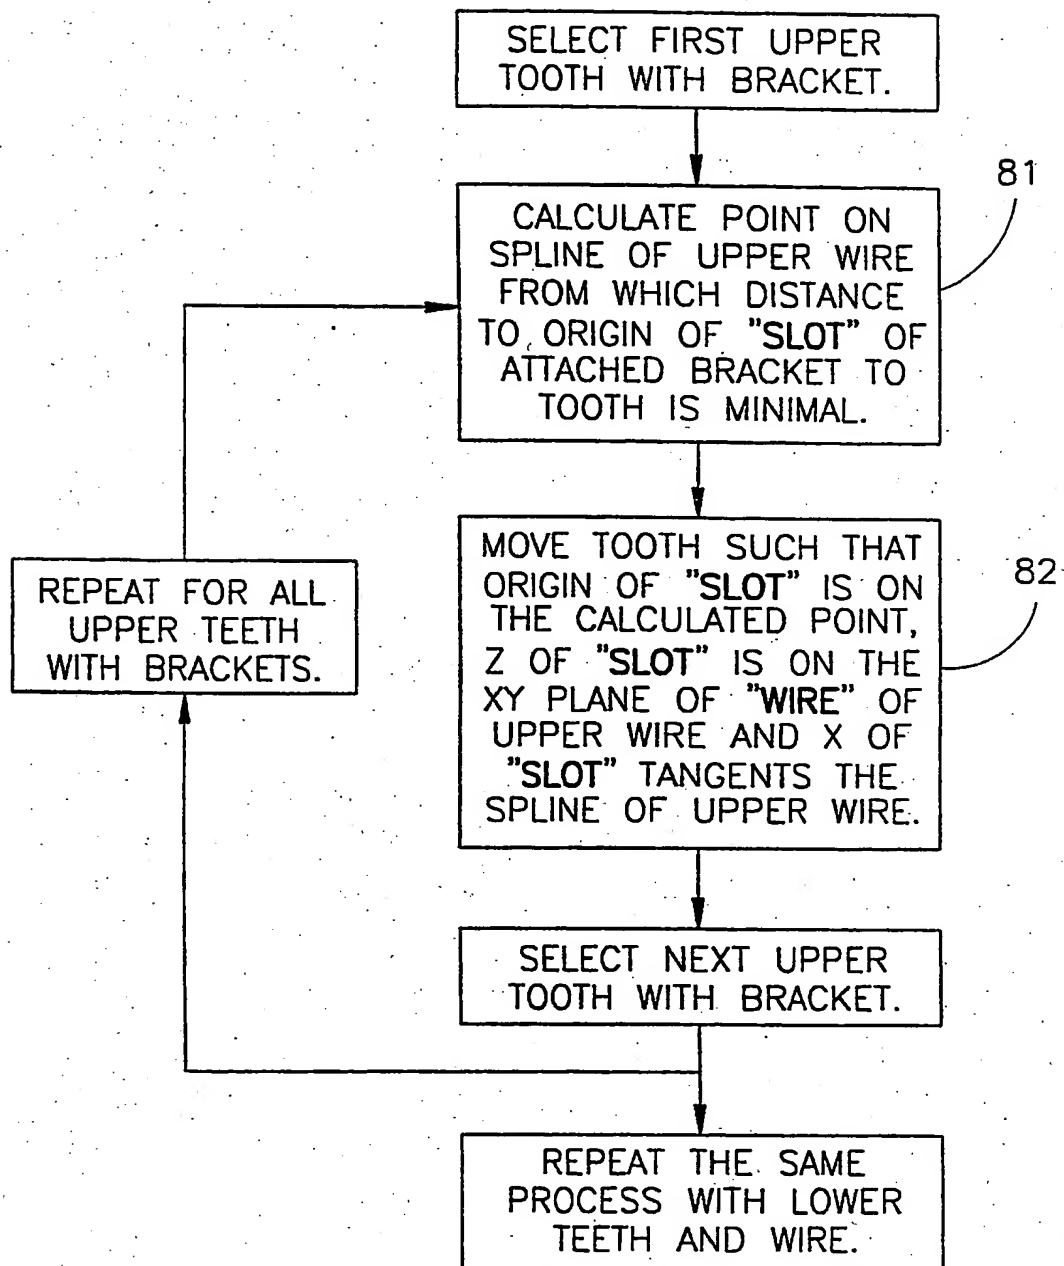 SELECT FIRST UPPER
TOOTH WITH BRACKET.
81
CALCULATE POINT ON
SPLINE OF UPPER WIRE
FROM WHICH DISTANCE
TO ORIGIN OF "SLOT" OF
ATTACHED BRACKET TO
TOOTH IS MINIMAL.
82
MOVE TOOTH SUCH THAT
ORIGIN OF "SLOT" IS ON
THE CALCULATED POINT,
Z OF "SLOT" IS ON THE
XY PLANE OF "WIRE" OF
UPPER WIRE AND X OF
"SLOT" TANGENTS THE
SPLINE OF UPPER WIRE.
REPEAT FOR ALL
UPPER TEETH
WITH BRACKETS.
SELECT NEXT UPPER
TOOTH WITH BRACKET.
REPEAT THE SAME
PROCESS WITH LOWER
TEETH AND WIRE.